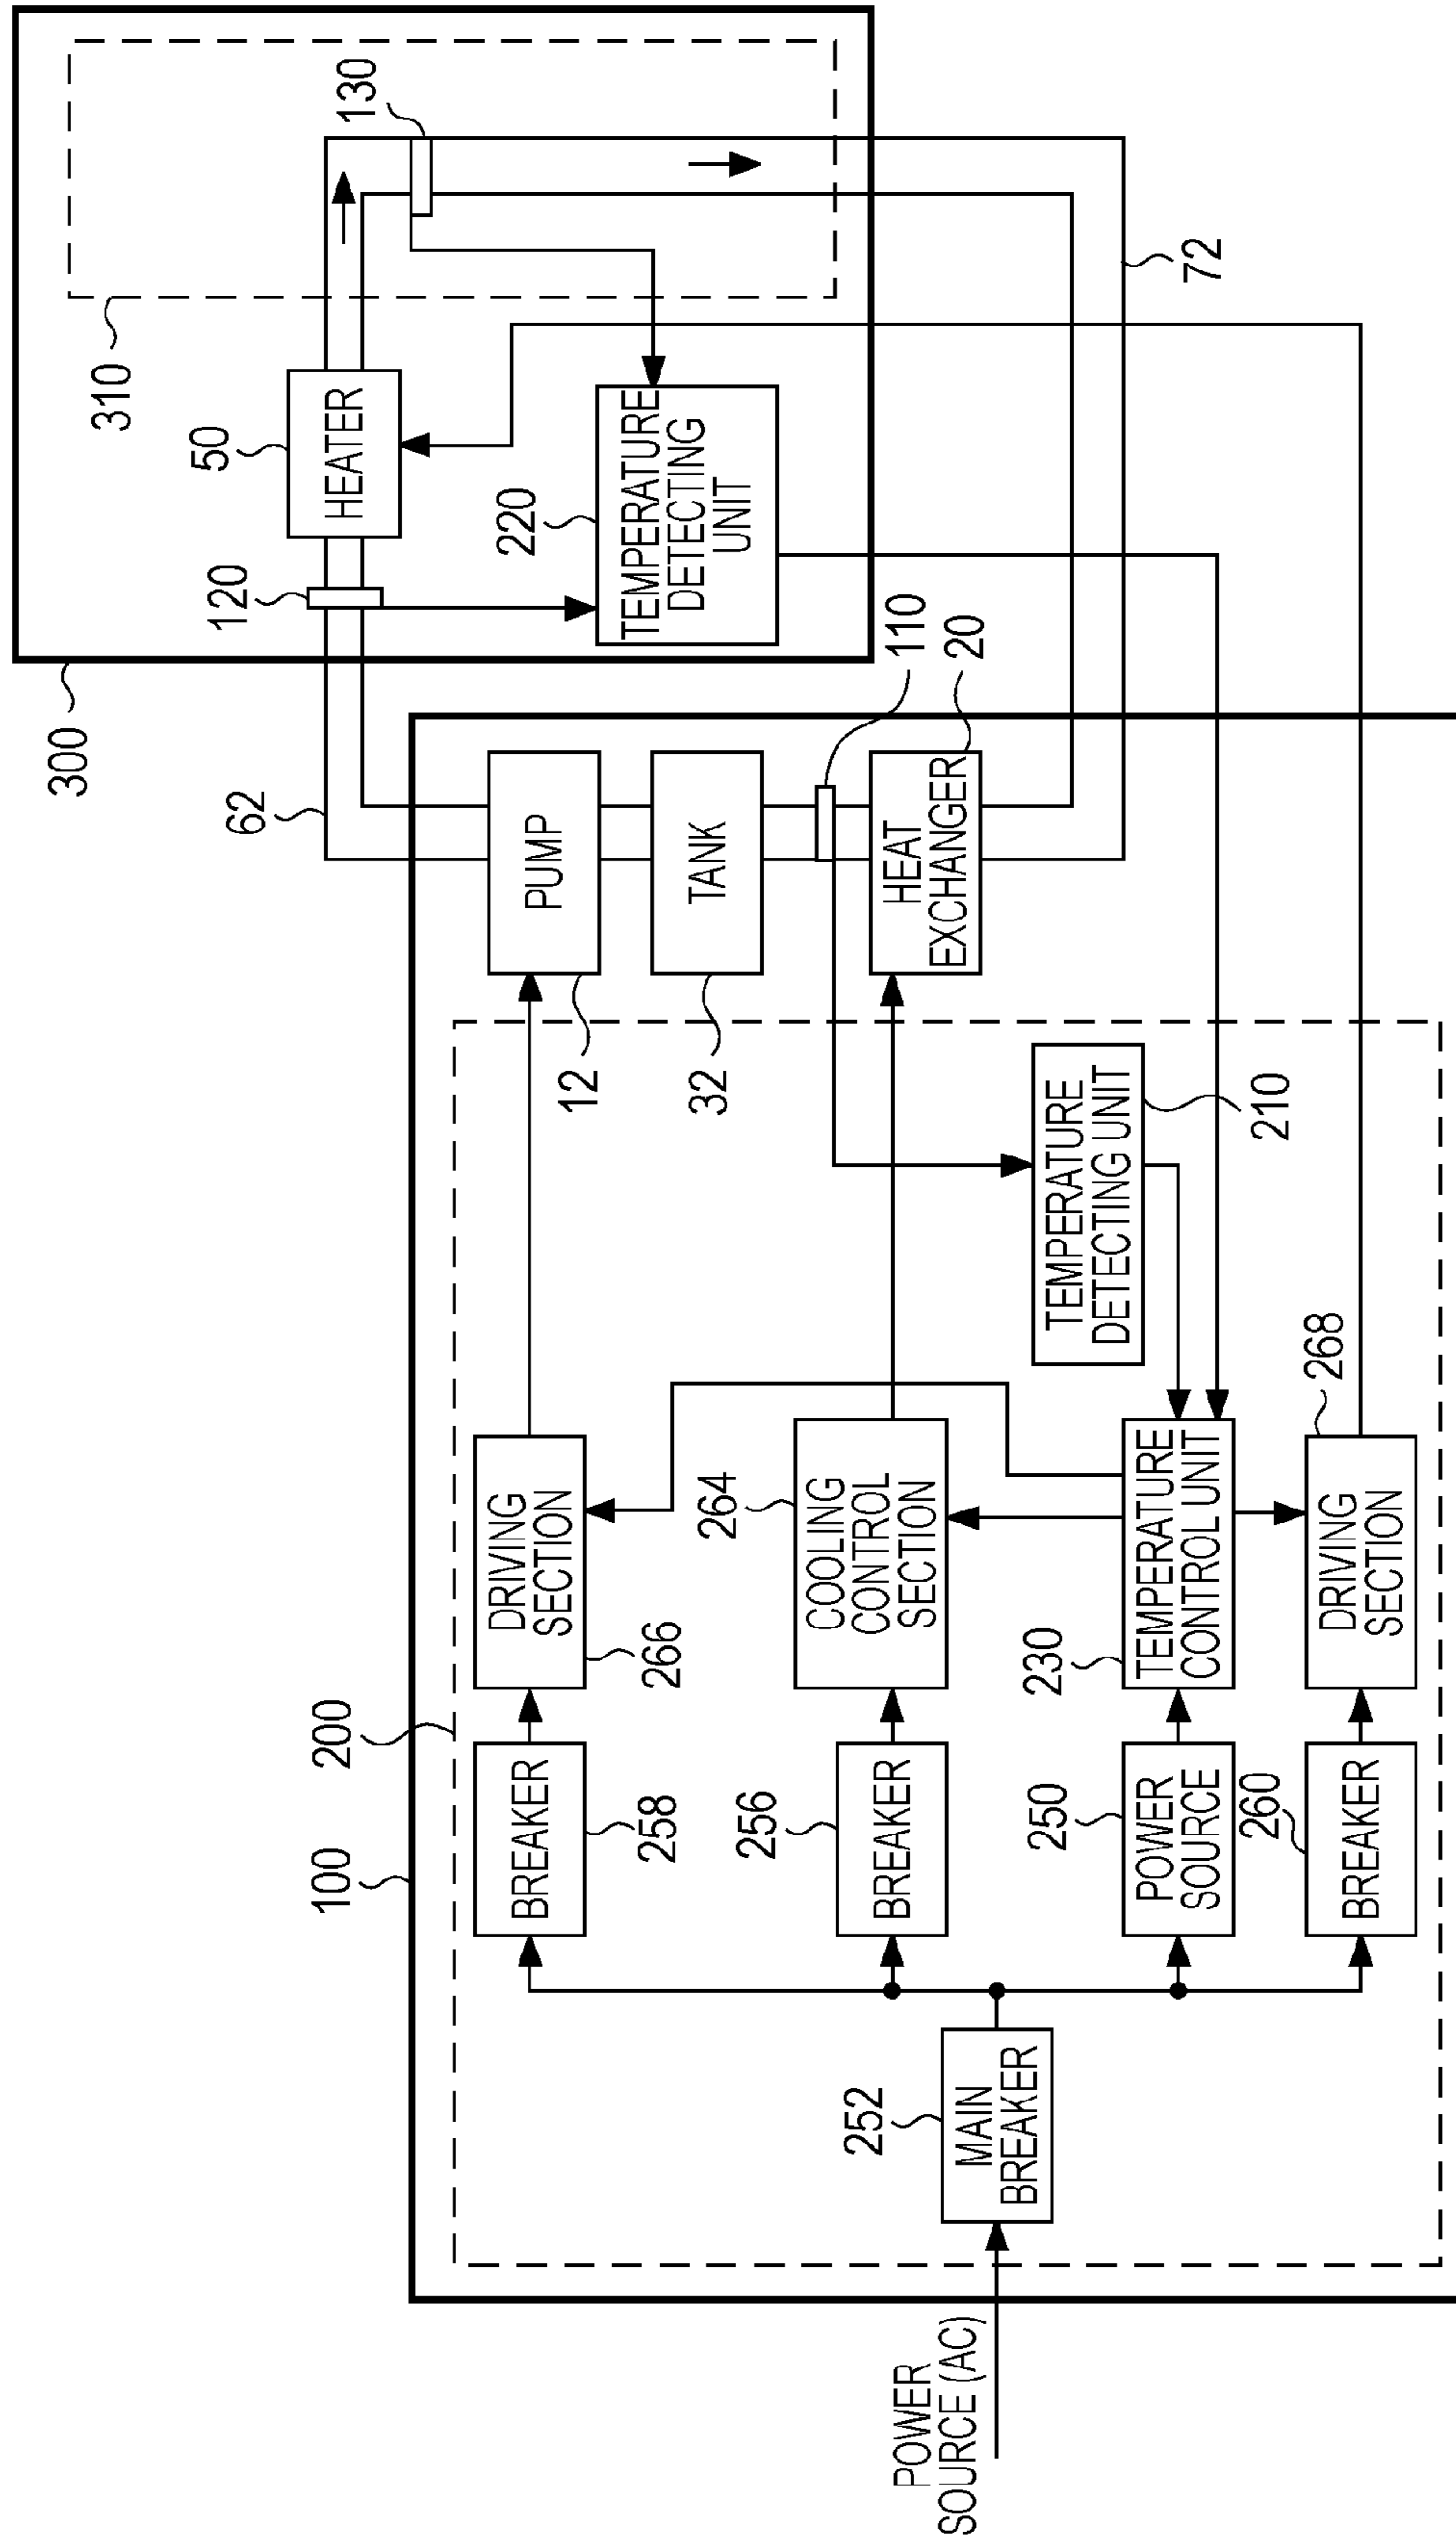 300
310
130
50
HEATER
120
220
TEMPERATURE
DETECTING
UNIT
72
62
PUMP
12
TANK
32
110
20
HEAT
EXCHANGER
100
200
DRIVING
SECTION
266
BREAKER
258
264
COOLING
CONTROL
SECTION
256
BREAKER
TEMPERATURE
DETECTING UNIT
210
230
TEMPERATURE
CONTROL UNIT
250
POWER
SOURCE
268
DRIVING
SECTION
260
BREAKER
252
MAIN
BREAKER
POWER
SOURCE (AC)